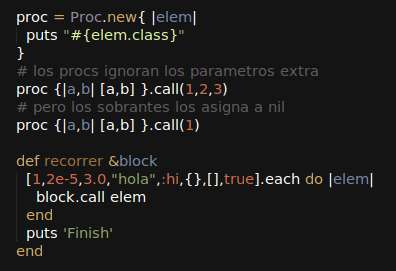 proc = Proc.new{ |elem|
  puts "#{elem.class}"
}
# los procs ignoran los parametros extra
proc {|a,b| [a,b] }.call(1,2,3)
# pero los sobrantes los asigna a nil
proc {|a,b| [a,b] }.call(1)

def recorrer &block
  [1,2e-5,3.0,"hola",:hi,{},[],true].each do |elem|
    block.call elem
  end
  puts 'Finish'
end